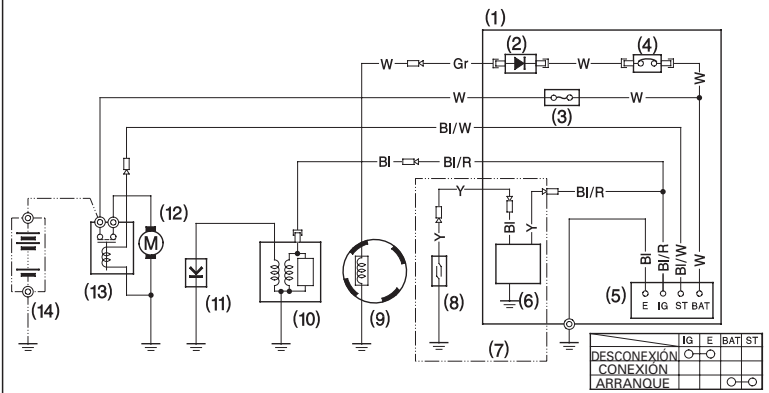 (1)
(2)
(4)
W
Gr
W
W
W
W
(3)
Bl/W
Bl
Bl/R
Y
Bl/R
(12)
M
Y
Bl
Y
Bl
Bl/R
Bl/W
W
(5)
E IG ST BAT
(14)
(13)
(11)
(10)
(9)
(8)
(6)
(7)
IG E BAT ST
DESCONEXIÓN
CONEXIÓN
ARRANQUE